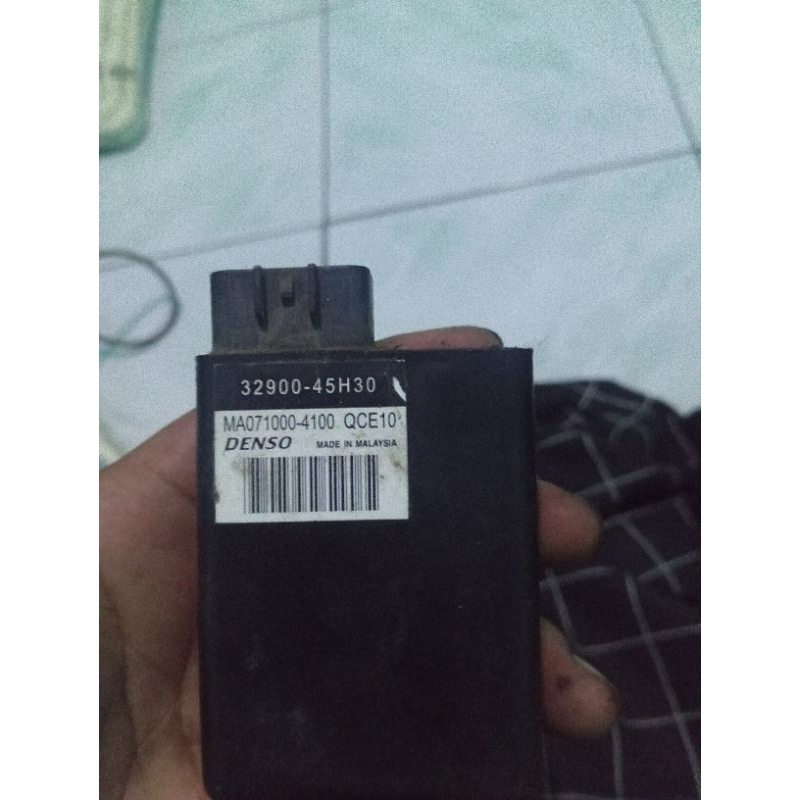 32900-45H30
MA071000-4100 QCE10
DENSO MADE IN MALAYSIA